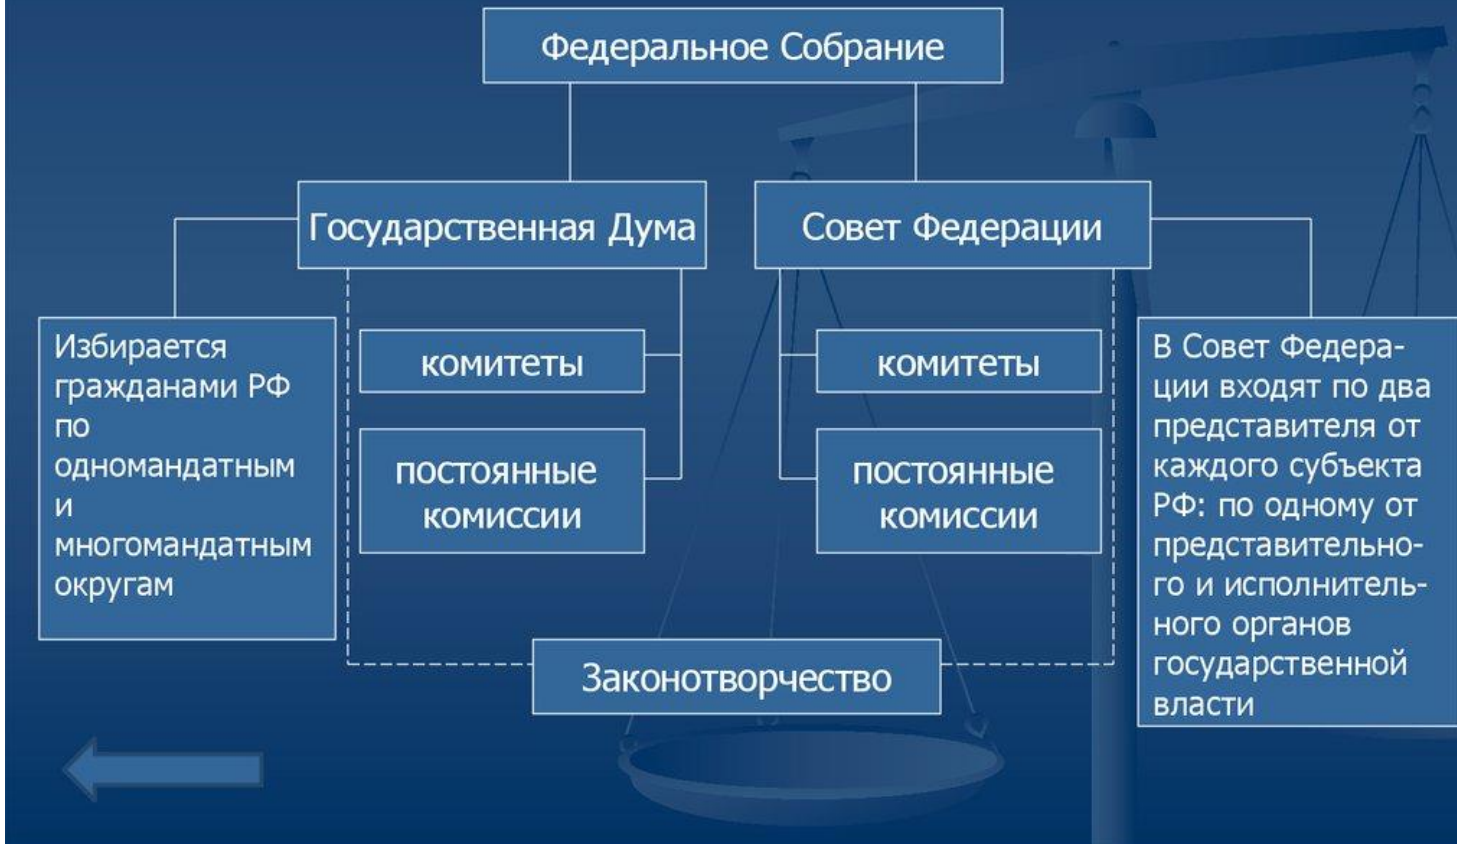 Федеральное Собрание
Государственная Дума
Совет Федерации
Избирается
гражданами РФ
по
одномандатным
и
многомандатным
округам
комитеты
постоянные
комиссии
комитеты
постоянные
комиссии
В Совет Федера-
ции входят по два
представителя от
каждого субъекта
РФ: по одному от
представительно-
го и исполнитель-
ного органов
государственной
власти
Законотворчество